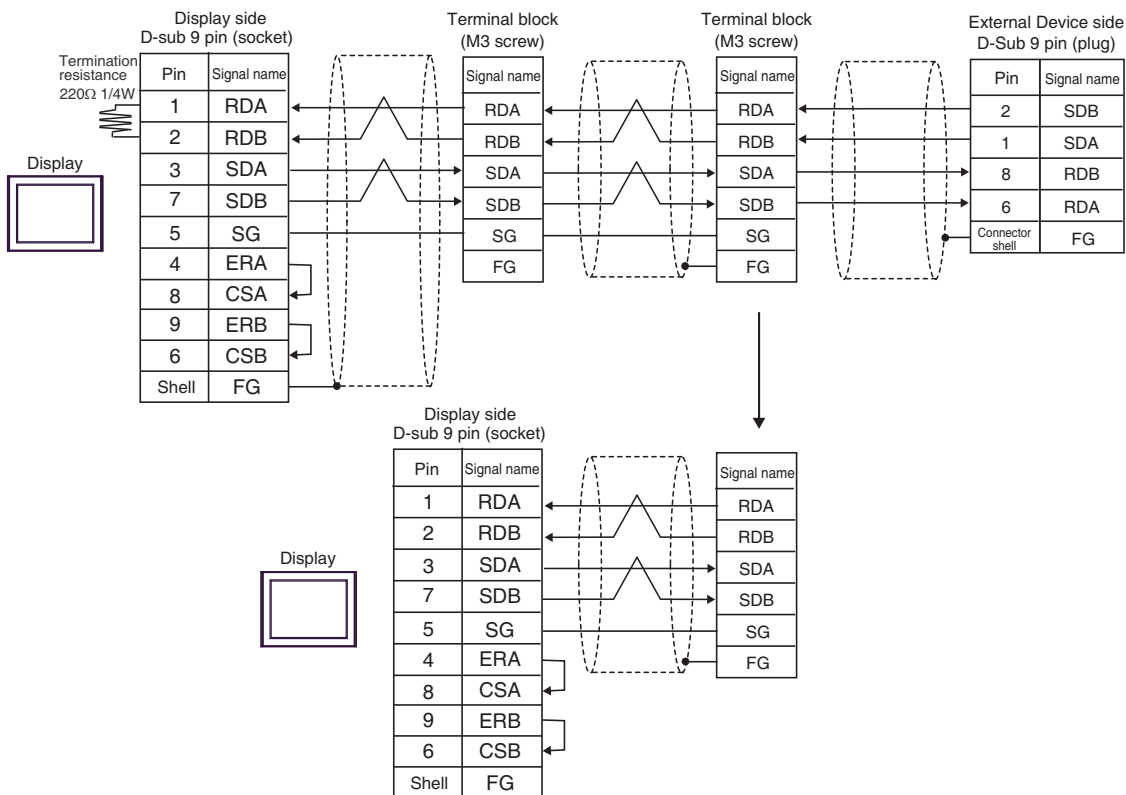 Display side
D-sub 9 pin (socket)
Terminal block
(M3 screw)
Terminal block
(M3 screw)
External Device side
D-Sub 9 pin (plug)
Termination
resistance
220Ω 1/4W
Display
Pin Signal name
1 RDA
2 RDB
3 SDA
7 SDB
5 SG
4 ERA
8 CSA
9 ERB
6 CSB
Shell FG
Signal name
RDA
RDB
SDA
SDB
SG
FG
Signal name
RDA
RDB
SDA
SDB
SG
FG
Pin Signal name
2 SDB
1 SDA
8 RDB
6 RDA
Connector
shell FG
Display side
D-sub 9 pin (socket)
Display
Pin Signal name
1 RDA
2 RDB
3 SDA
7 SDB
5 SG
4 ERA
8 CSA
9 ERB
6 CSB
Shell FG
Signal name
RDA
RDB
SDA
SDB
SG
FG